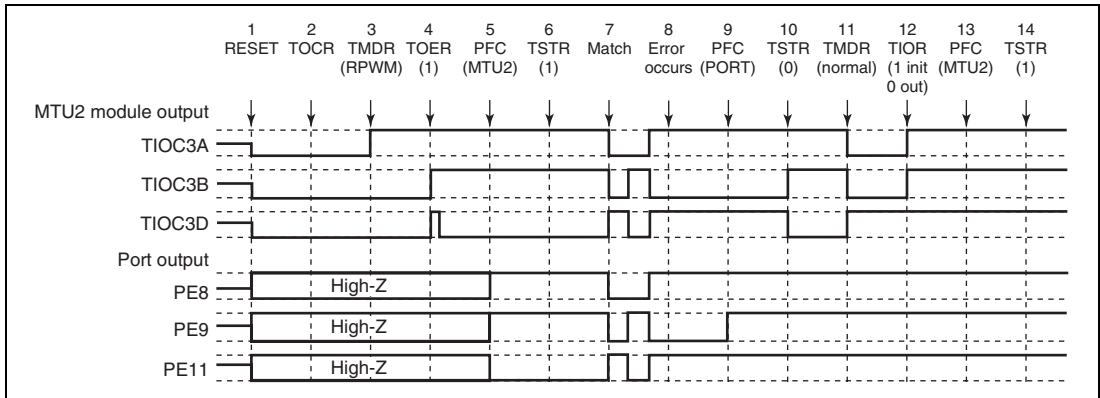 1 2 3 4 5 6 7 8 9 10 11 12 13 14
RESET TOCR TMDR TOER PFC TSTR Match Error PFC TSTR TMDR TIOR PFC TSTR
(RPWM) (1) (MTU2) (1) occurs (PORT) (0) (normal) (1 init (MTU2) (1)
0 out)
MTU2 module output
TIOC3A
TIOC3B
TIOC3D
Port output
PE8 High-Z
PE9 High-Z
PE11 High-Z